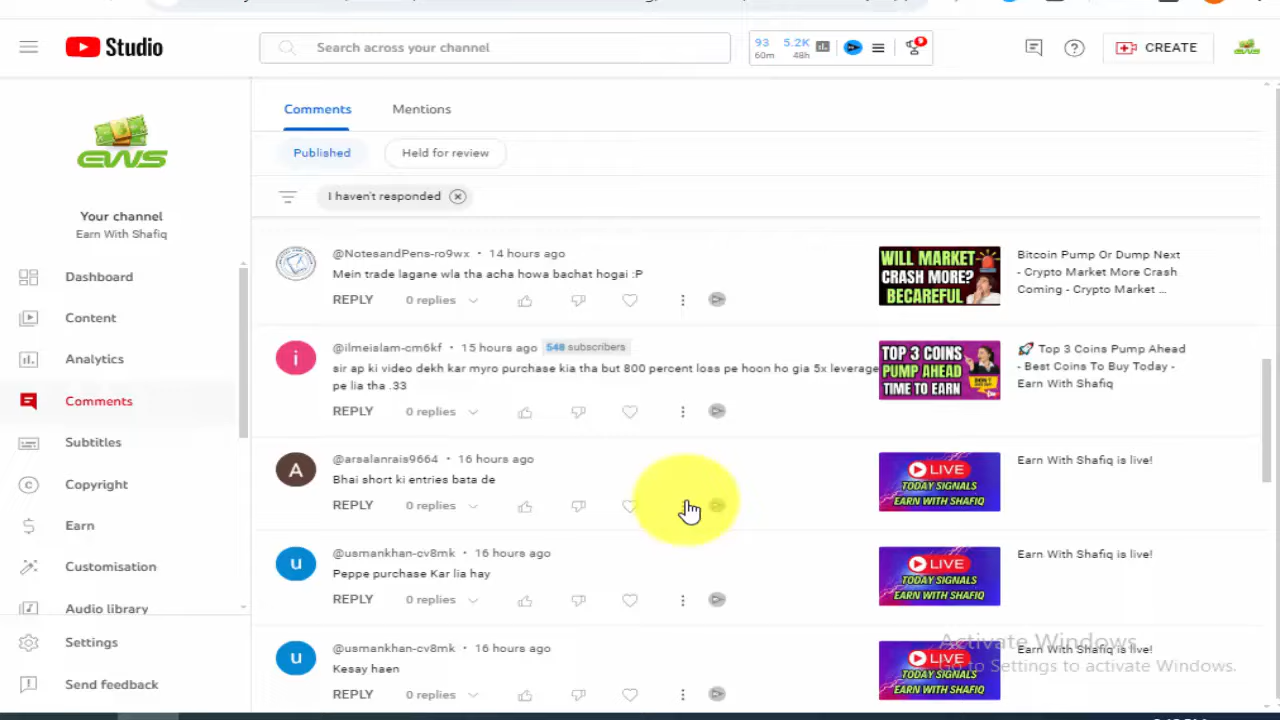 Studio
Search across your channel
93 5.2K
60m 48h
9
CREATE
EWS
Your channel
Earn With Shafiq
Dashboard
Content
Analytics
Comments
Subtitles
Copyright
Earn
Customisation
Audio library
Settings
Send feedback
Comments Mentions
Published Held for review
I haven't responded
@NotesandPens-ro9wx • 14 hours ago
Mein trade lagane wla tha acha howa bachat hogai :P
REPLY 0 replies
WILL MARKET
CRASH MORE?
BECAREFUL
Bitcoin Pump Or Dump Next
- Crypto Market More Crash
Coming - Crypto Market ...
i
@ilmeislam-cm6kf • 15 hours ago 548 subscribers
sir ap ki video dekh kar myro purchase kia tha but 800 percent loss pe hoon ho gia 5x leverage
pe lia tha .33
REPLY 0 replies
TOP 3 COINS
PUMP AHEAD
TIME TO EARN
🚀 Top 3 Coins Pump Ahead
- Best Coins To Buy Today -
Earn With Shafiq
A
@arsalanrais9664 • 16 hours ago
Bhai short ki entries bata de
REPLY 0 replies
LIVE
TODAY SIGNALS
EARN WITH SHAFIQ
Earn With Shafiq is live!
u
@usmankhan-cv8mk • 16 hours ago
Peppe purchase Kar lia hay
REPLY 0 replies
LIVE
TODAY SIGNALS
EARN WITH SHAFIQ
Earn With Shafiq is live!
u
@usmankhan-cv8mk • 16 hours ago
Kesay haen
REPLY 0 replies
LIVE
TODAY SIGNALS
EARN WITH SHAFIQ
Earn With Shafiq is live!
Activate Windows
Go to Settings to activate Windows.